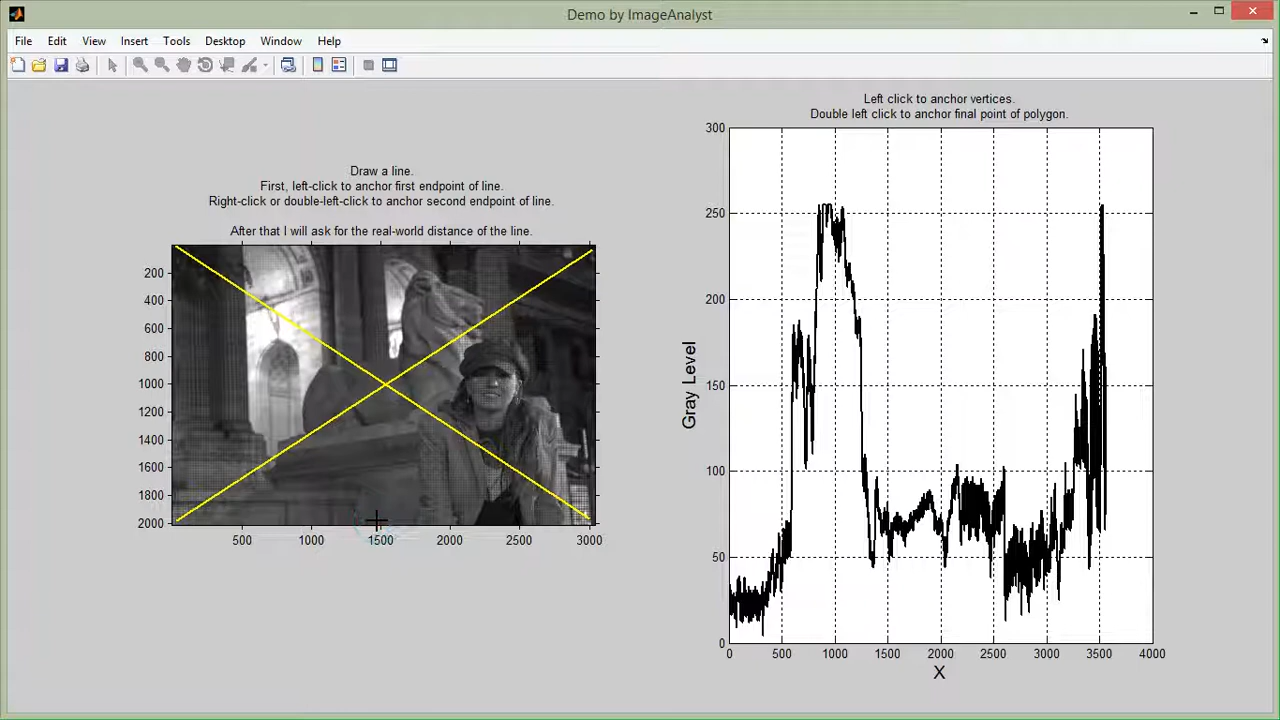 Demo by ImageAnalyst
File Edit View Insert Tools Desktop Window Help
Left click to anchor vertices.
Double left click to anchor final point of polygon.
Draw a line.
First, left-click to anchor first endpoint of line.
Right-click or double-left-click to anchor second endpoint of line.
After that I will ask for the real-world distance of the line.
200
400
600
800
1000
1200
1400
1600
1800
2000
500 1000 1500 2000 2500 3000
Gray Level
300
250
200
150
100
50
0
0 500 1000 1500 2000 2500 3000 3500 4000
X